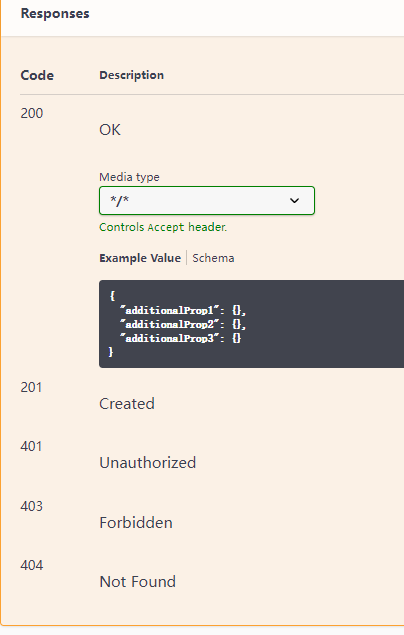 Responses
Code Description
200
OK
Media type
*/*
Controls Accept header.
Example Value Schema
{
  "additionalProp1": {},
  "additionalProp2": {},
  "additionalProp3": {}
}
201
Created
401
Unauthorized
403
Forbidden
404
Not Found